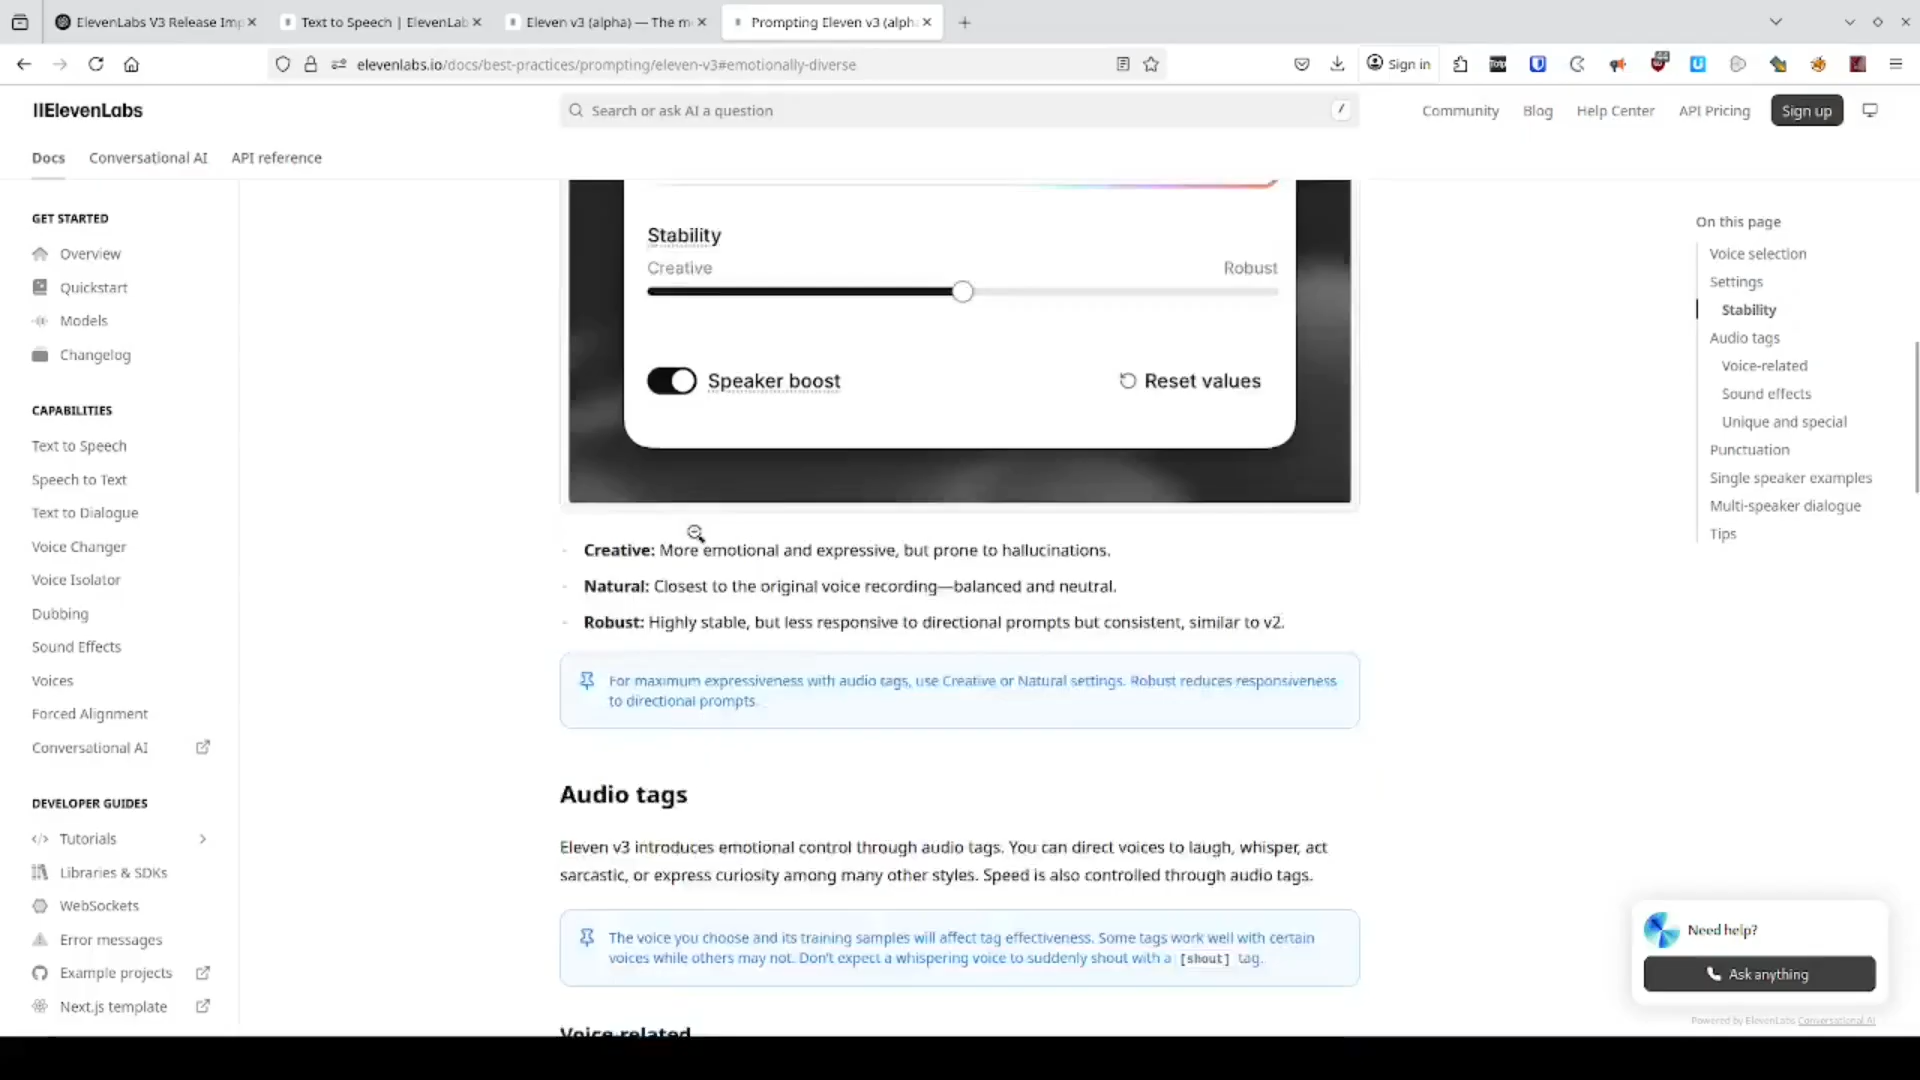 ElevenLabs V3 Release Imp
Text to Speech | ElevenLab
Eleven v3 (alpha) — The m
Prompting Eleven v3 (alph
elevenlabs.io/docs/best-practices/prompting/eleven-v3#emotionally-diverse
Sign in
IIElevenLabs
Search or ask AI a question
/
Community
Blog
Help Center
API Pricing
Sign up
Docs
Conversational AI
API reference
GET STARTED
Overview
Quickstart
Models
Changelog
CAPABILITIES
Text to Speech
Speech to Text
Text to Dialogue
Voice Changer
Voice Isolator
Dubbing
Sound Effects
Voices
Forced Alignment
Conversational AI
DEVELOPER GUIDES
Tutorials
Libraries & SDKs
WebSockets
Error messages
Example projects
Next.js template
Stability
Creative
Robust
Speaker boost
Reset values
Creative: More emotional and expressive, but prone to hallucinations.
Natural: Closest to the original voice recording—balanced and neutral.
Robust: Highly stable, but less responsive to directional prompts but consistent, similar to v2.
For maximum expressiveness with audio tags, use Creative or Natural settings. Robust reduces responsiveness
to directional prompts.
Audio tags
Eleven v3 introduces emotional control through audio tags. You can direct voices to laugh, whisper, act
sarcastic, or express curiosity among many other styles. Speed is also controlled through audio tags.
The voice you choose and its training samples will affect tag effectiveness. Some tags work well with certain
voices while others may not. Don't expect a whispering voice to suddenly shout with a [shout] tag.
Voice-related
On this page
Voice selection
Settings
Stability
Audio tags
Voice-related
Sound effects
Unique and special
Punctuation
Single speaker examples
Multi-speaker dialogue
Tips
Need help?
Ask anything
Powered by ElevenLabs Conversational AI